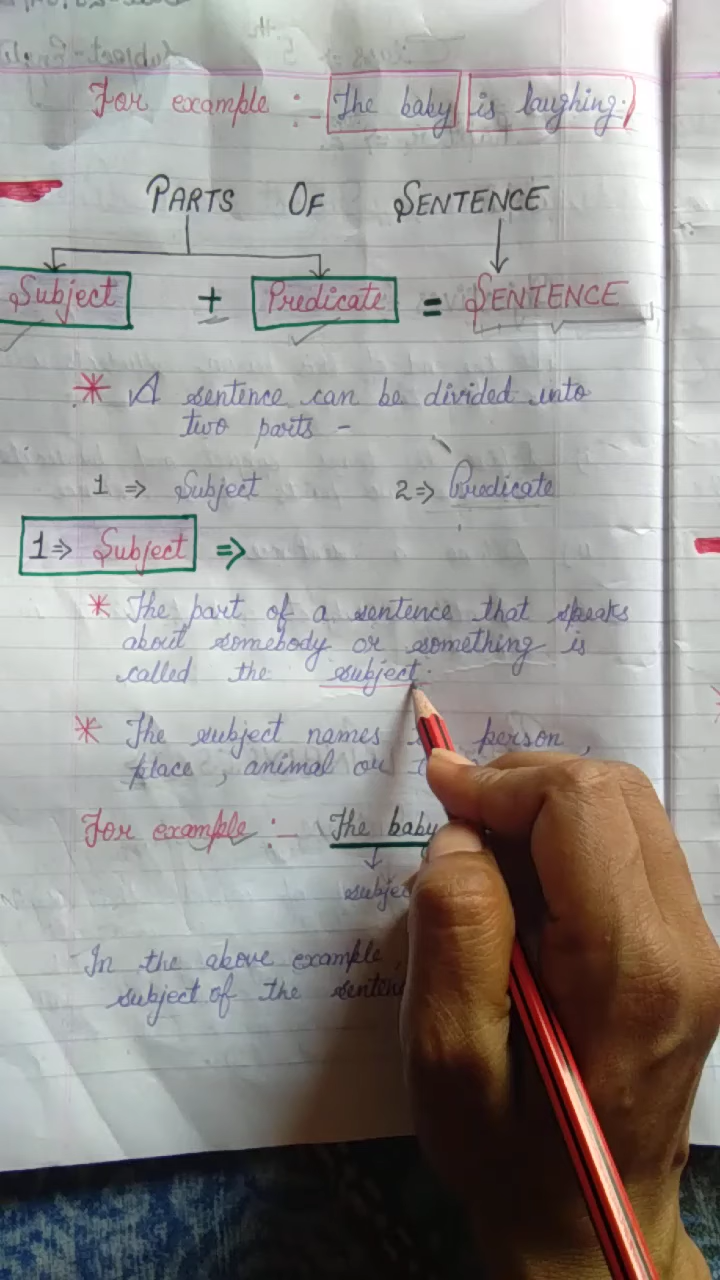 For example :- The baby is laughing.
PARTS OF SENTENCE
Subject + Predicate = SENTENCE
* A sentence can be divided into
two parts -
1 ⇒ Subject 2 ⇒ Predicate
1 ⇒ Subject ⇒
* The part of a sentence that speaks
about somebody or something is
called the subject.
* The subject names person,
place, animal or
For example :- The baby
subjec
In the above example,
subject of the senten